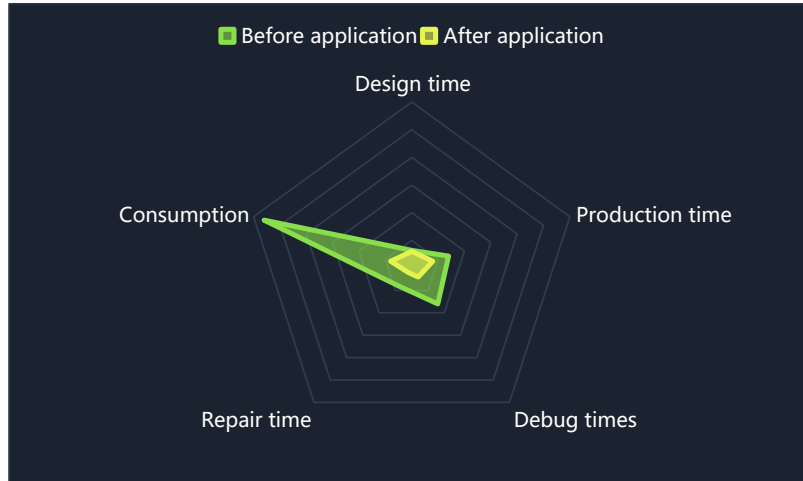 Before application After application
Design time
Consumption
Production time
Repair time
Debug times